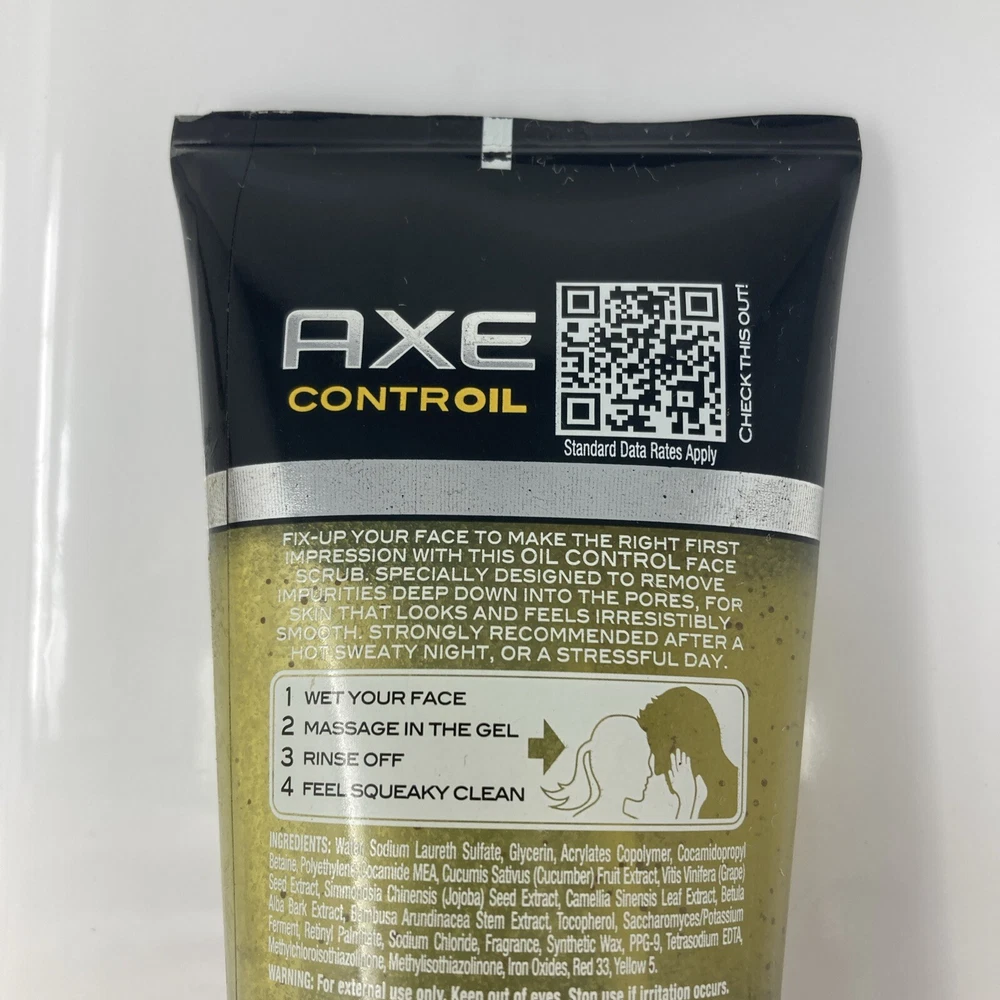 AXE
CONTROIL
CHECK THIS OUT!
Standard Data Rates Apply
FIX-UP YOUR FACE TO MAKE THE RIGHT FIRST
IMPRESSION WITH THIS OIL CONTROL FACE
SCRUB. SPECIALLY DESIGNED TO REMOVE
IMPURITIES DEEP DOWN INTO THE PORES, FOR
SKIN THAT LOOKS AND FEELS IRRESISTIBLY
SMOOTH. STRONGLY RECOMMENDED AFTER A
HOT SWEATY NIGHT, OR A STRESSFUL DAY.
1 WET YOUR FACE
2 MASSAGE IN THE GEL
3 RINSE OFF
4 FEEL SQUEAKY CLEAN
INGREDIENTS: Water, Sodium Laureth Sulfate, Glycerin, Acrylates Copolymer, Cocamidopropyl
Betaine, Polyethylene, Cocamide MEA, Cucumis Sativus (Cucumber) Fruit Extract, Vitis Vinifera (Grape)
Seed Extract, Simmondsia Chinensis (Jojoba) Seed Extract, Camellia Sinensis Leaf Extract, Betula
Alba Bark Extract, Bambusa Arundinacea Stem Extract, Tocopherol, Saccharomyces/Potassium
Ferment, Retinyl Palmitate, Sodium Chloride, Fragrance, Synthetic Wax, PPG-9, Tetrasodium EDTA,
Methylchloroisothiazolinone, Methylisothiazolinone, Iron Oxides, Red 33, Yellow 5.
WARNING: For external use only. Keep out of eyes. Stop use if irritation occurs.